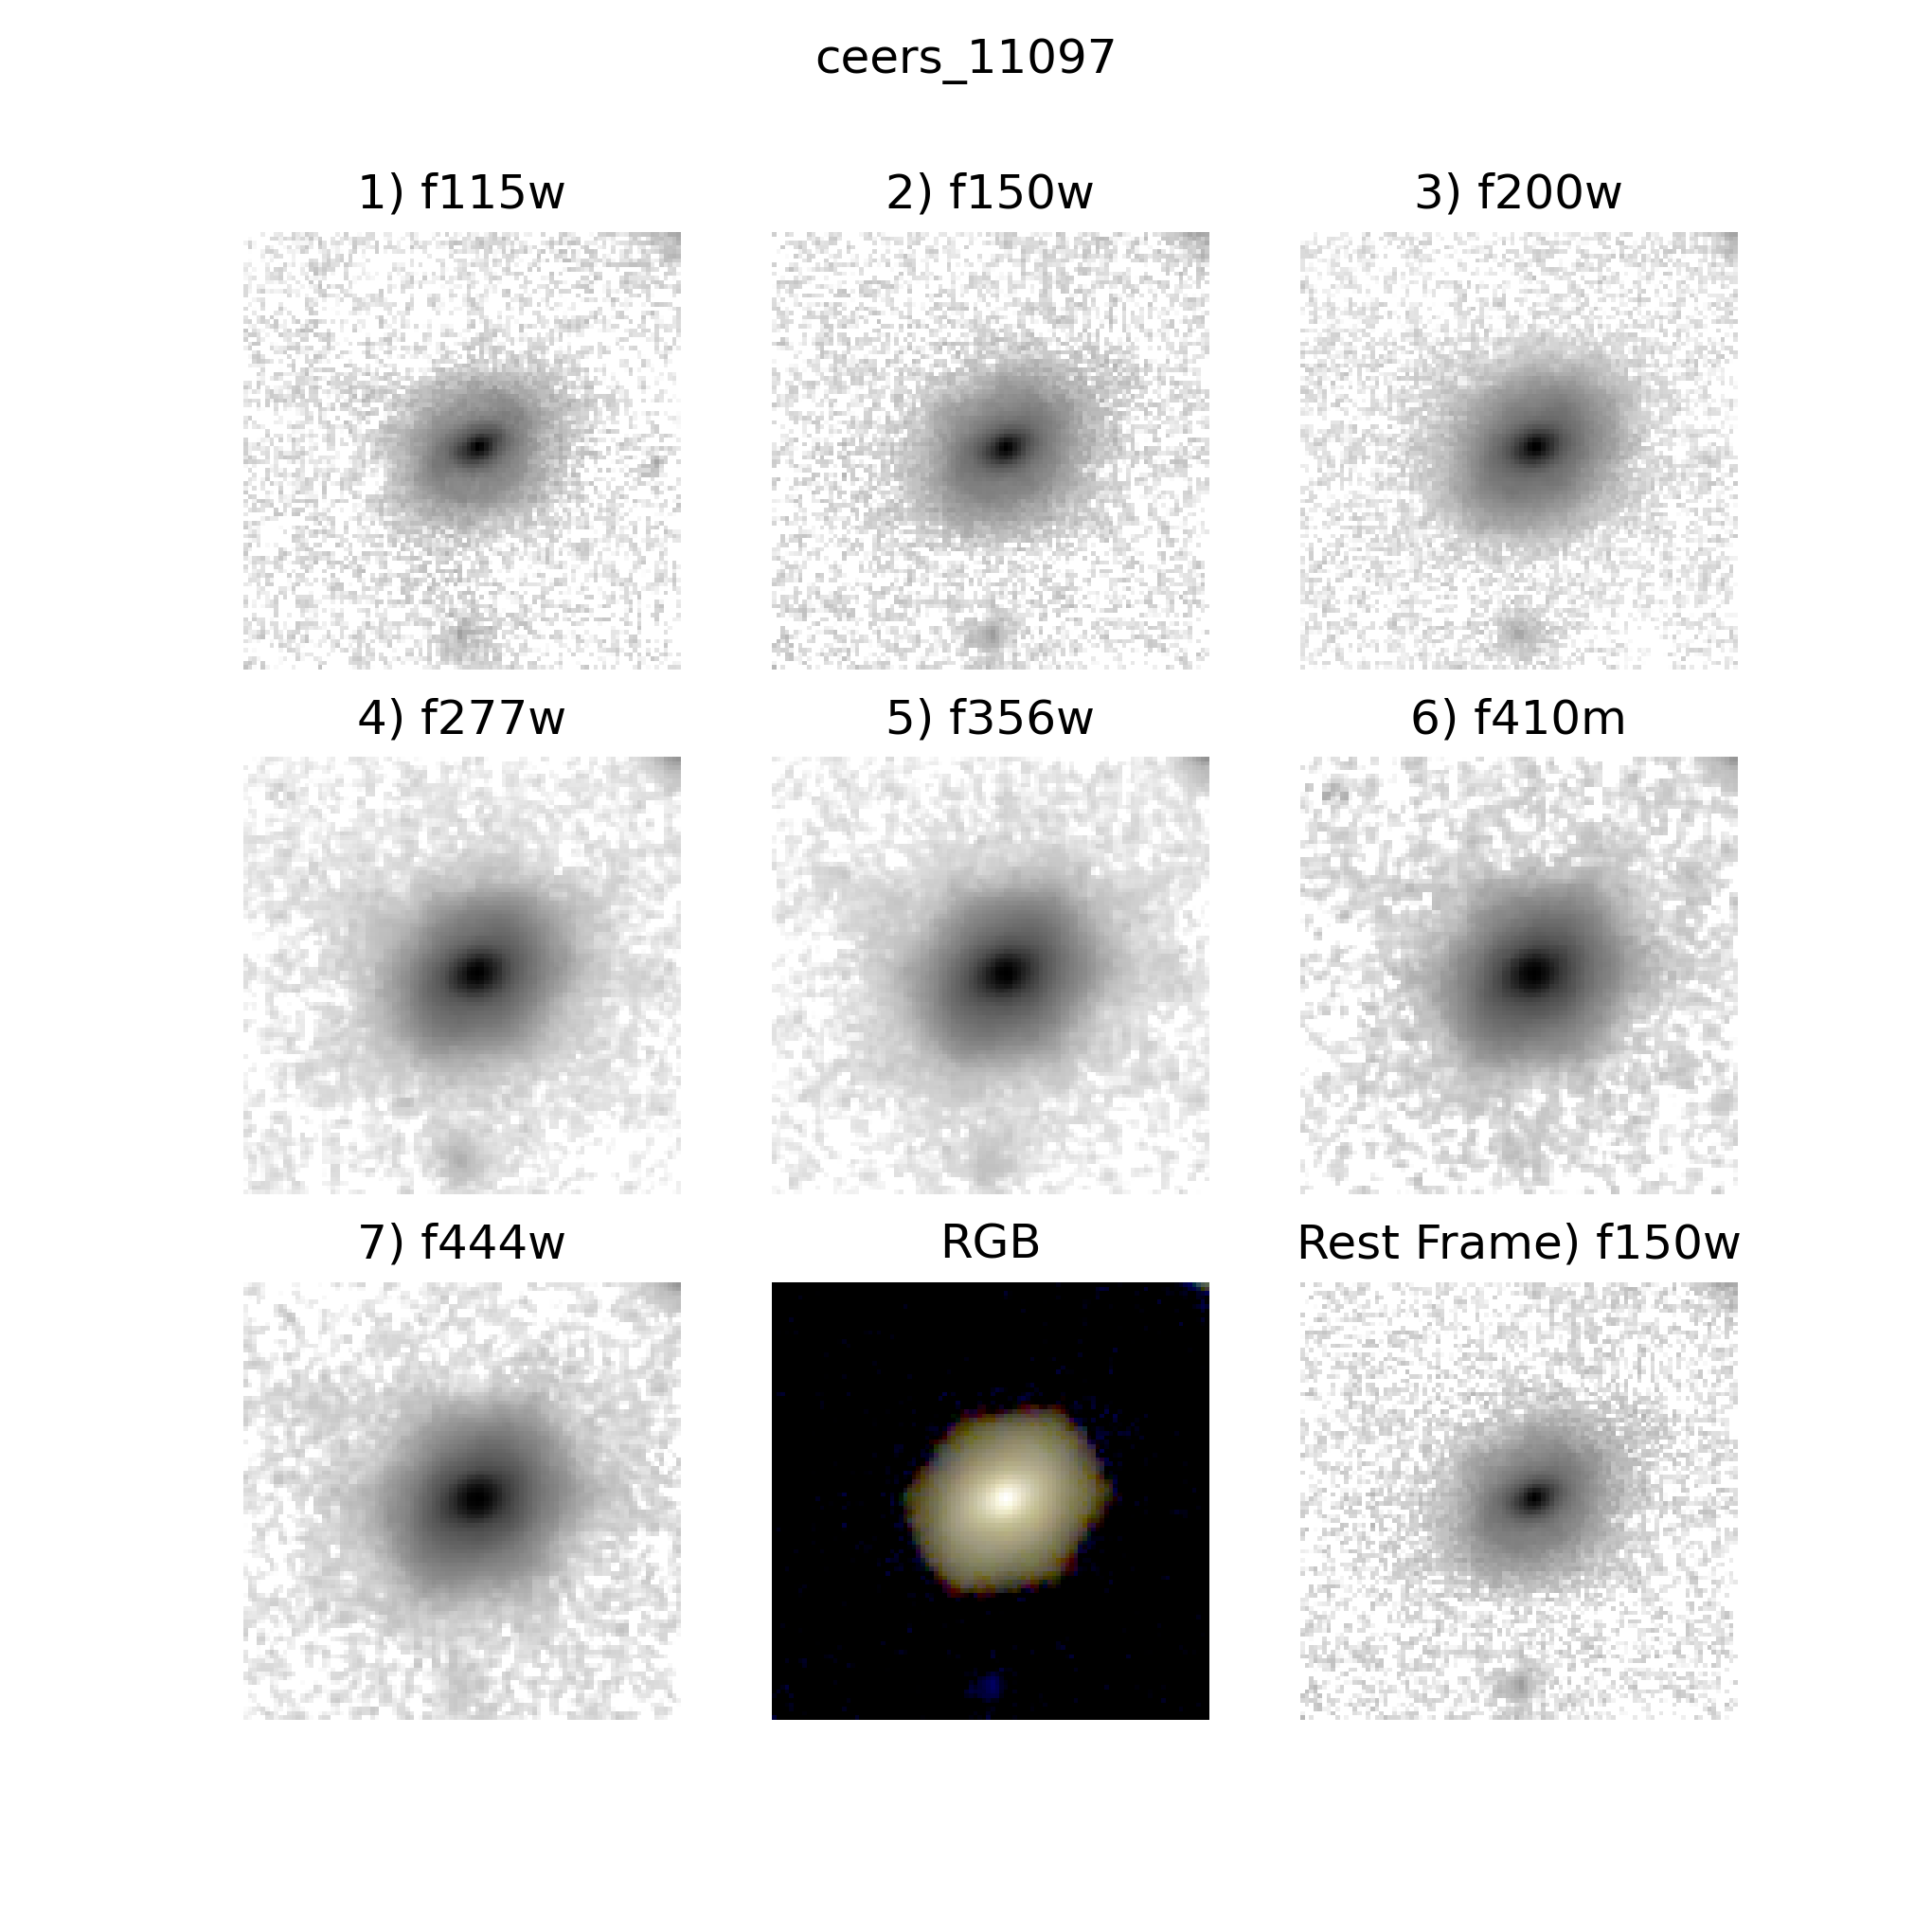 ceers_11097
1) f115w
2) f150w
3) f200w
4) f277w
5) f356w
6) f410m
7) f444w
RGB
Rest Frame) f150w